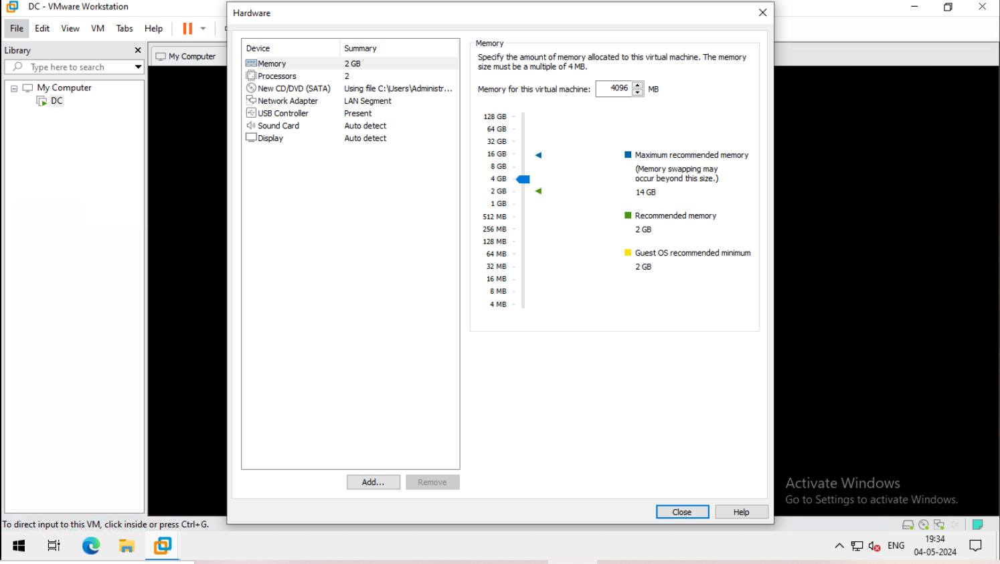 DC - VMware Workstation
File Edit View VM Tabs Help
Library
Type here to search
My Computer
DC
My Computer
Hardware
Device Summary
Memory 2 GB
Processors 2
New CD/DVD (SATA) Using file C:\Users\Administr...
Network Adapter LAN Segment
USB Controller Present
Sound Card Auto detect
Display Auto detect
Add... Remove
Memory
Specify the amount of memory allocated to this virtual machine. The memory
size must be a multiple of 4 MB.
Memory for this virtual machine: 4096 MB
128 GB
64 GB
32 GB
16 GB
8 GB
4 GB
2 GB
1 GB
512 MB
256 MB
128 MB
64 MB
32 MB
16 MB
8 MB
4 MB
Maximum recommended memory
(Memory swapping may
occur beyond this size.)
14 GB
Recommended memory
2 GB
Guest OS recommended minimum
2 GB
Close Help
Activate Windows
Go to Settings to activate Windows.
To direct input to this VM, click inside or press Ctrl+G.
ENG
19:34
04-05-2024